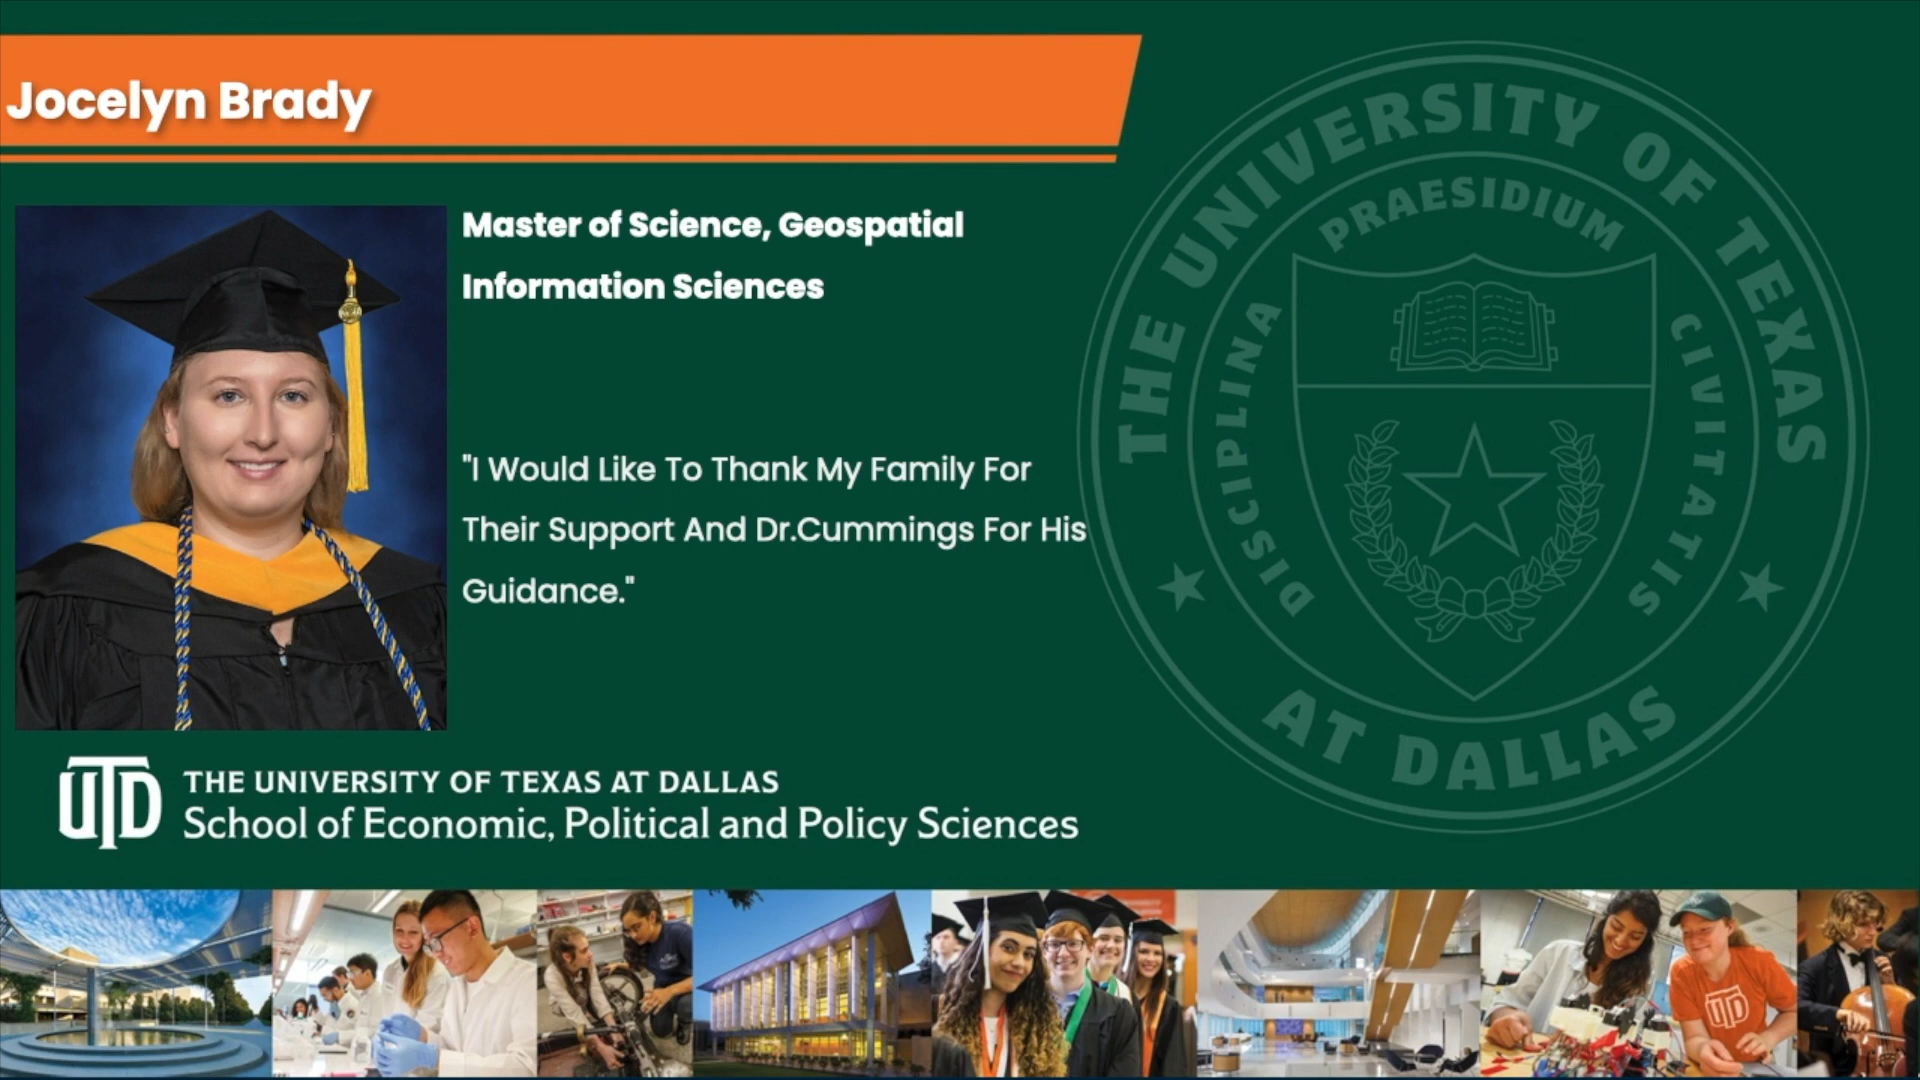 Jocelyn Brady
Master of Science, Geospatial
Information Sciences
"I Would Like To Thank My Family For
Their Support And Dr.Cummings For His
Guidance."
THE UNIVERSITY OF TEXAS
AT DALLAS
PRAESIDIUM
DISCIPLINA
CIVITATIS
UTD
THE UNIVERSITY OF TEXAS AT DALLAS
School of Economic, Political and Policy Sciences
UTD